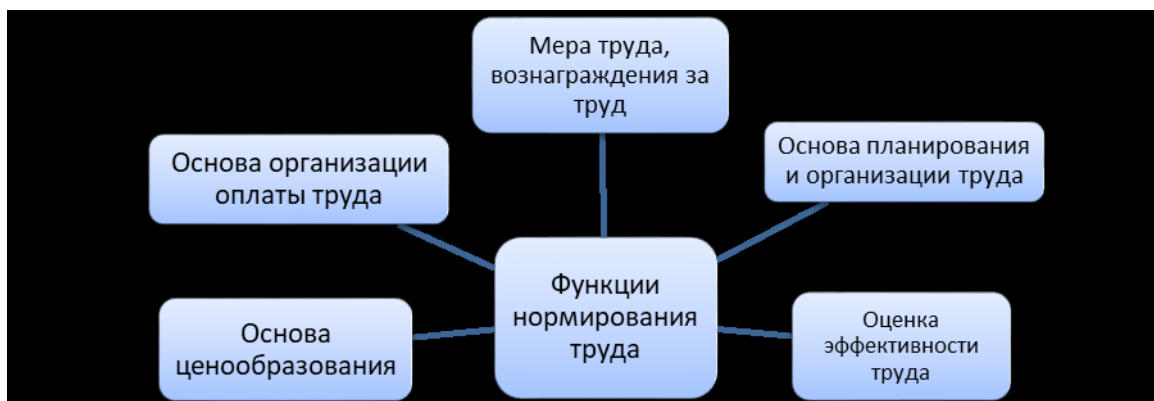 Мера труда,
вознаграждения за
труд
Основа организации
оплаты труда
Основа планирования
и организации труда
Функции
нормирования
труда
Основа
ценообразования
Оценка
эффективности
труда